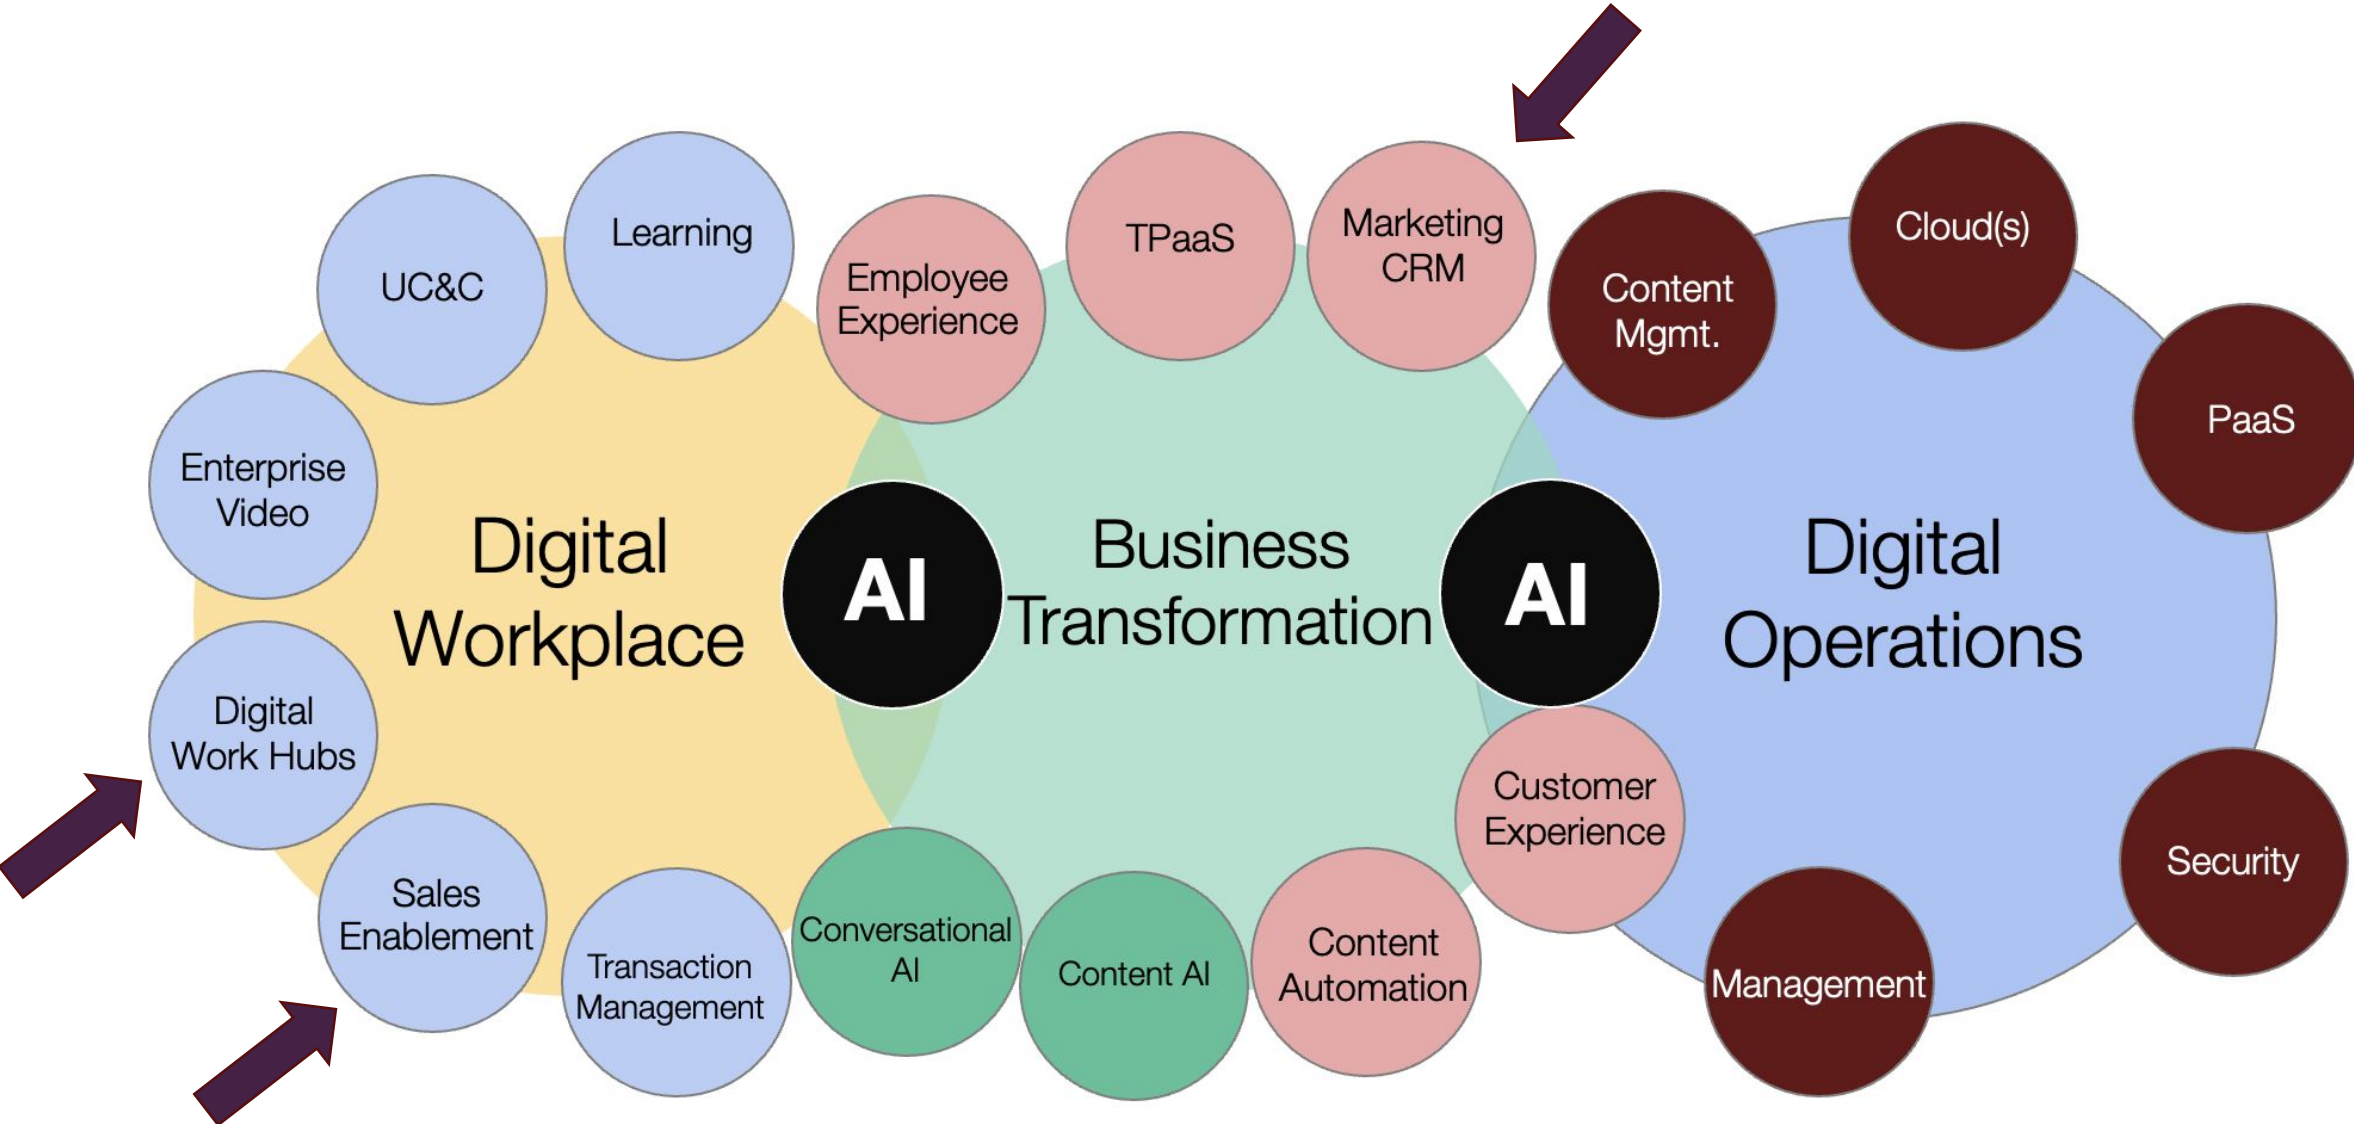 Learning
UC&C
Employee
Experience
TPaaS
Marketing
CRM
Content
Mgmt.
Cloud(s)
PaaS
Enterprise
Video
Digital
Workplace
AI
Business
Transformation
AI
Digital
Operations
Digital
Work Hubs
Sales
Enablement
Transaction
Management
Conversational
AI
Content AI
Content
Automation
Customer
Experience
Management
Security